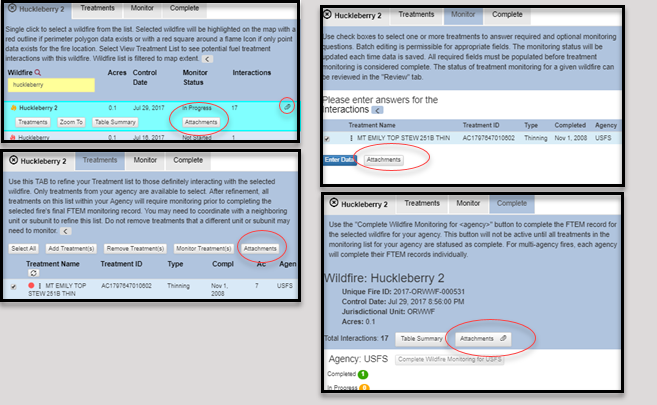 Huckleberry 2 Treatments Monitor Complete
Single click to select a wildfire from the list. Selected wildfire will be highlighted on the map with a
red outline if perimeter polygon data exists or with a red square around a flame Icon if only point
data exists for the fire location. Select View Treatment List to see potential fuel treatment
interactions with this wildfire. Wildfire list is filtered to map extent. <
Wildfire Acres Control Date Monitor Status Interactions
huckleberry
Huckleberry 2 0.1 Jul 29, 2017 In Progress 17
Treatments Zoom To Table Summary Attachments
Huckleberry 0.1 Jul 16, 2017 Not Started
Huckleberry 2 Treatments Monitor Complete
Use this TAB to refine your Treatment list to those definitely interacting with the selected
wildfire. Only treatments from your agency are available to select. After refinement, all
treatments on this list within your Agency will require monitoring prior to completing the
selected fire's final FTEM monitoring record. You may need to coordinate with a neighboring
unit or subunit to refine this list. Do not remove treatments that a different unit or subunit may
need to monitor. <
Select All Add Treatment(s) Remove Treatment(s) Monitor Treatment(s) Attachments
Treatment Name Treatment ID Type Compl Ac Agen
MT EMILY TOP AC1797647010602 Thinning Nov 1, 7 USFS
STEW 251B THIN 2008
Huckleberry 2 Treatments Monitor Complete
Use check boxes to select one or more treatments to answer required and optional monitoring
questions. Batch editing is permissible for appropriate fields. The monitoring status will be
updated each time data is saved. All required fields must be populated before treatment
monitoring is considered complete. The status of treatment monitoring for a given wildfire can
be reviewed in the "Review" tab.
Please enter answers for the
Interactions <
Treatment Name Treatment ID Type Completed Agency
MT EMILY TOP STEW 251B THIN AC1797647010602 Thinning Nov 1, 2008 USFS
Enter Data Attachments
Huckleberry 2 Treatments Monitor Complete
Use the "Complete Wildfire Monitoring for <agency>" button to complete the FTEM record for
the selected wildfire for your agency. This button will not be active until all treatments in the
monitoring list for your agency are statused as complete. For multi-agency fires, each agency
will complete their FTEM records individually.
Wildfire: Huckleberry 2
Unique Fire ID: 2017-ORWWF-000531
Control Date: Jul 29, 2017 8:56:00 PM
Jurisdictional Unit: ORWWF
Acres: 0.1
Total Interactions: 17 Table Summary Attachments
Agency: USFS Complete Wildfire Monitoring for USFS
Completed 1
In Progress